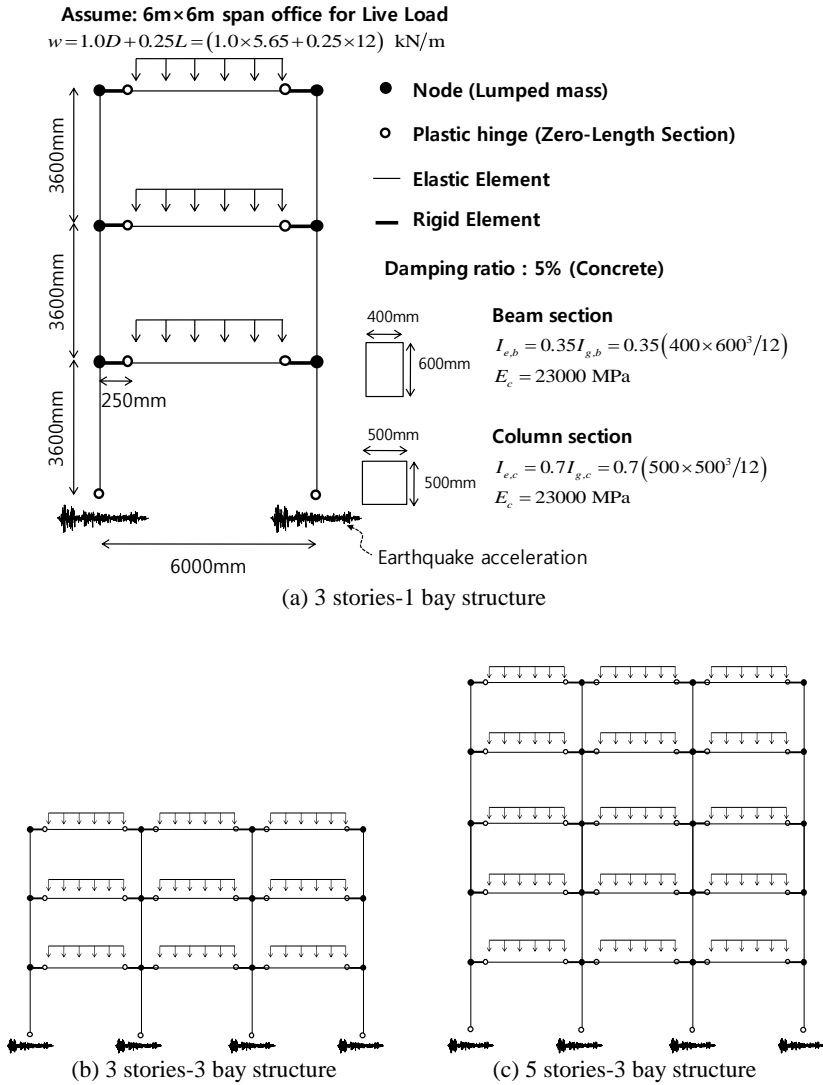 Assume: 6m×6m span office for Live Load
w = 1.0D + 0.25L = (1.0×5.65 + 0.25×12) kN/m
Node (Lumped mass)
Plastic hinge (Zero-Length Section)
Elastic Element
Rigid Element
Damping ratio : 5% (Concrete)
3600mm
3600mm
3600mm
250mm
6000mm
400mm
600mm
Beam section
I_{e,b} = 0.35I_{g,b} = 0.35(400×600³/12)
E_c = 23000 MPa
500mm
500mm
Column section
I_{e,c} = 0.7I_{g,c} = 0.7(500×500³/12)
E_c = 23000 MPa
Earthquake acceleration
(a) 3 stories-1 bay structure
(b) 3 stories-3 bay structure
(c) 5 stories-3 bay structure